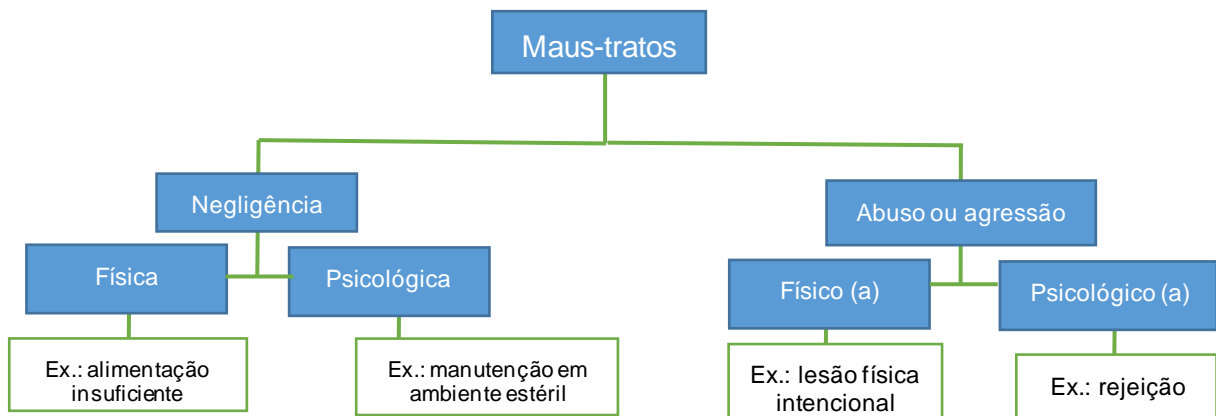 Maus-tratos
Negligência
Abuso ou agressão
Física
Psicológica
Físico (a)
Psicológico (a)
Ex.: alimentação
insuficiente
Ex.: manutenção em
ambiente estéril
Ex.: lesão física
intencional
Ex.: rejeição